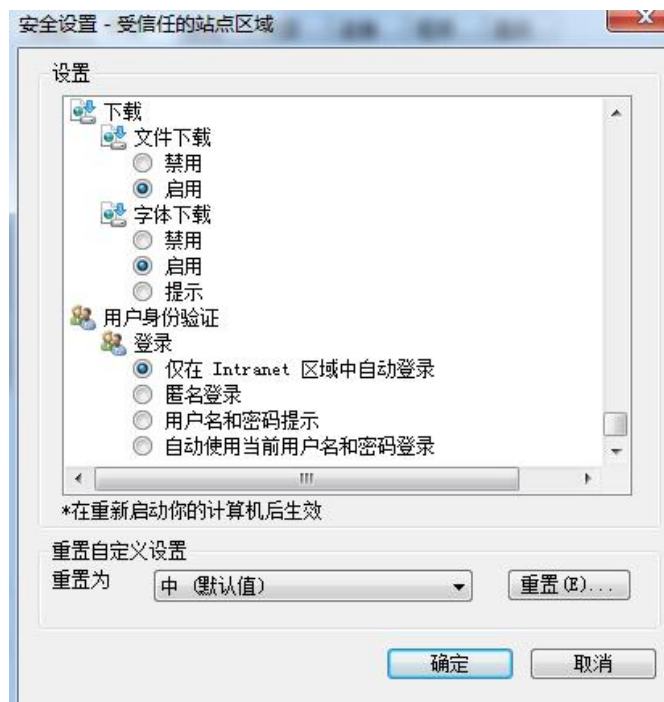 安全设置 - 受信任的站点区域
设置
下载
文件下载
禁用
启用
字体下载
禁用
启用
提示
用户身份验证
登录
仅在 Intranet 区域中自动登录
匿名登录
用户名和密码提示
自动使用当前用户名和密码登录
*在重新启动你的计算机后生效
重置自定义设置
重置为
中 (默认值)
重置(E)...
确定
取消